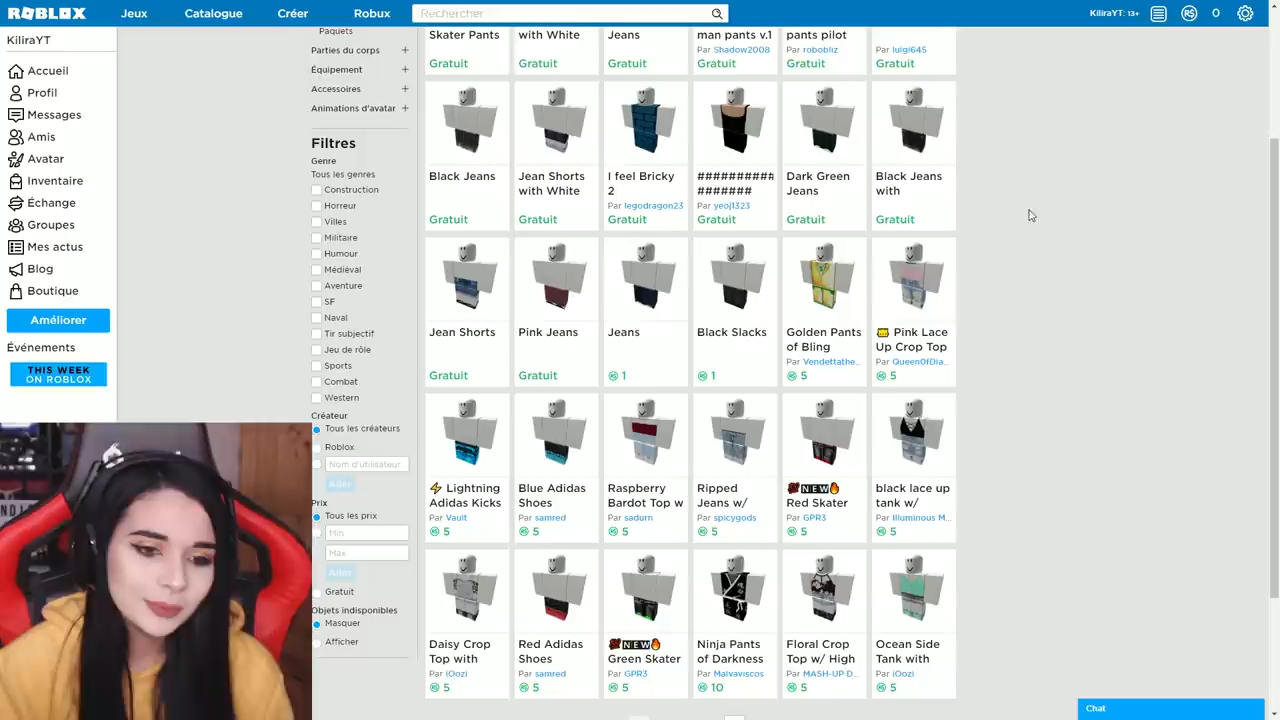 ROBLOX
Jeux
Catalogue
Créer
Robux
Rechercher
KiliraYT: 13+
0
KiliraYT
Accueil
Profil
Messages
Amis
Avatar
Inventaire
Échange
Groupes
Mes actus
Blog
Boutique
Améliorer
Événements
THIS WEEK
ON ROBLOX
Paquets
Parties du corps +
Équipement +
Accessoires +
Animations d'avatar +
Filtres
Genre
Tous les genres
Construction
Horreur
Villes
Militaire
Humour
Médiéval
Aventure
SF
Naval
Tir subjectif
Jeu de rôle
Sports
Combat
Western
Créateur
Tous les créateurs
Roblox
Nom d'utilisateur
Aller
Prix
Tous les prix
Min
Max
Aller
Gratuit
Objets indisponibles
Masquer
Afficher
Skater Pants
Gratuit
with White
Gratuit
Jeans
Gratuit
man pants v.1
Par Shadow2008
Gratuit
pants pilot
Par robobliz
Gratuit
Par luigi645
Gratuit
Black Jeans
Gratuit
Jean Shorts
with White
Gratuit
I feel Bricky
2
Par legodragon23
Gratuit
##########
#######
Par yeoj1323
Gratuit
Dark Green
Jeans
Gratuit
Black Jeans
with
Gratuit
Jean Shorts
Gratuit
Pink Jeans
Gratuit
Jeans
1
Black Slacks
1
Golden Pants
of Bling
Par Vendettathe...
5
Pink Lace
Up Crop Top
Par QueenOfDia...
5
⚡ Lightning
Adidas Kicks
Par Vault
5
Blue Adidas
Shoes
Par samred
5
Raspberry
Bardot Top w
Par sadurn
5
Ripped
Jeans w/
Par spicygods
5
💯🅽🅴🆆🔥
Red Skater
Par GPR3
5
black lace up
tank w/
Par Illuminous M...
5
Daisy Crop
Top with
Par iOozi
5
Red Adidas
Shoes
Par samred
5
💯🅽🅴🆆🔥
Green Skater
Par GPR3
5
Ninja Pants
of Darkness
Par Malvaviscos
10
Floral Crop
Top w/ High
Par MASH-UP D...
5
Ocean Side
Tank with
Par iOozi
5
Chat